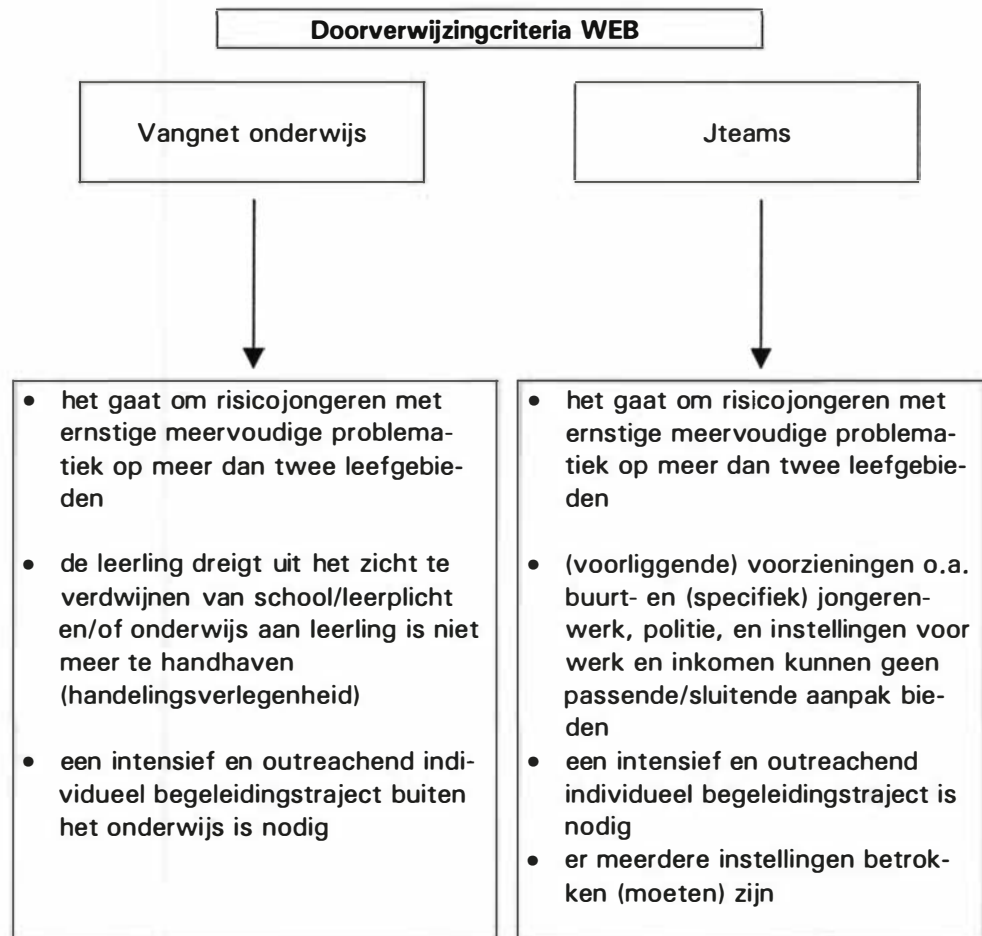 Doorverwijzingcriteria WEB
Vangnet onderwijs
Jteams
• het gaat om risicojongeren met
ernstige meervoudige problema-
tiek op meer dan twee leefgebie-
den
• de leerling dreigt uit het zicht te
verdwijnen van school/leerplicht
en/of onderwijs aan leerling is niet
meer te handhaven
(handelingsverlegenheid)
• een intensief en outreachend indi-
vidueel begeleidingstraject buiten
het onderwijs is nodig
• het gaat om risicojongeren met
ernstige meervoudige problema-
tiek op meer dan twee leefgebie-
den
• (voorliggende) voorzieningen o.a.
buurt- en (specifiek) jongeren-
werk, politie, en instellingen voor
werk en inkomen kunnen geen
passende/sluitende aanpak bie-
den
• een intensief en outreachend
individueel begeleidingstraject is
nodig
• er meerdere instellingen betrok-
ken (moeten) zijn